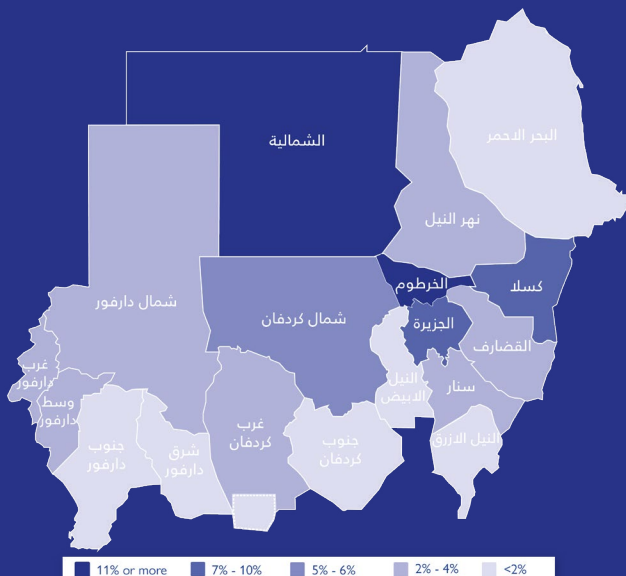 البحر الاحمر
الشمالية
نهر النيل
الخرطوم
كسلا
شمال دارفور
شمال كردفان
الجزيرة
القضارف
غرب
دارفور
وسط
دارفور
النيل
الابيض
سنار
غرب
كردفان
جنوب
كردفان
النيل الازرق
جنوب
دارفور
شرق
دارفور
11% or more
7% - 10%
5% - 6%
2% - 4%
<2%